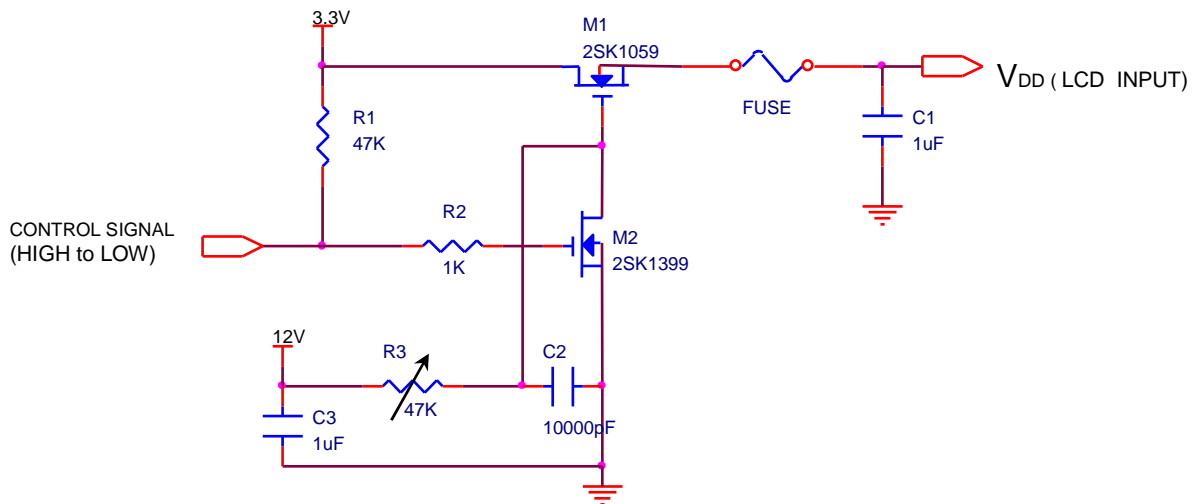 3.3V
M1
2SK1059
FUSE
VDD ( LCD INPUT)
R1
47K
C1
1uF
CONTROL SIGNAL
(HIGH to LOW)
R2
1K
M2
2SK1399
12V
R3
47K
C2
10000pF
C3
1uF